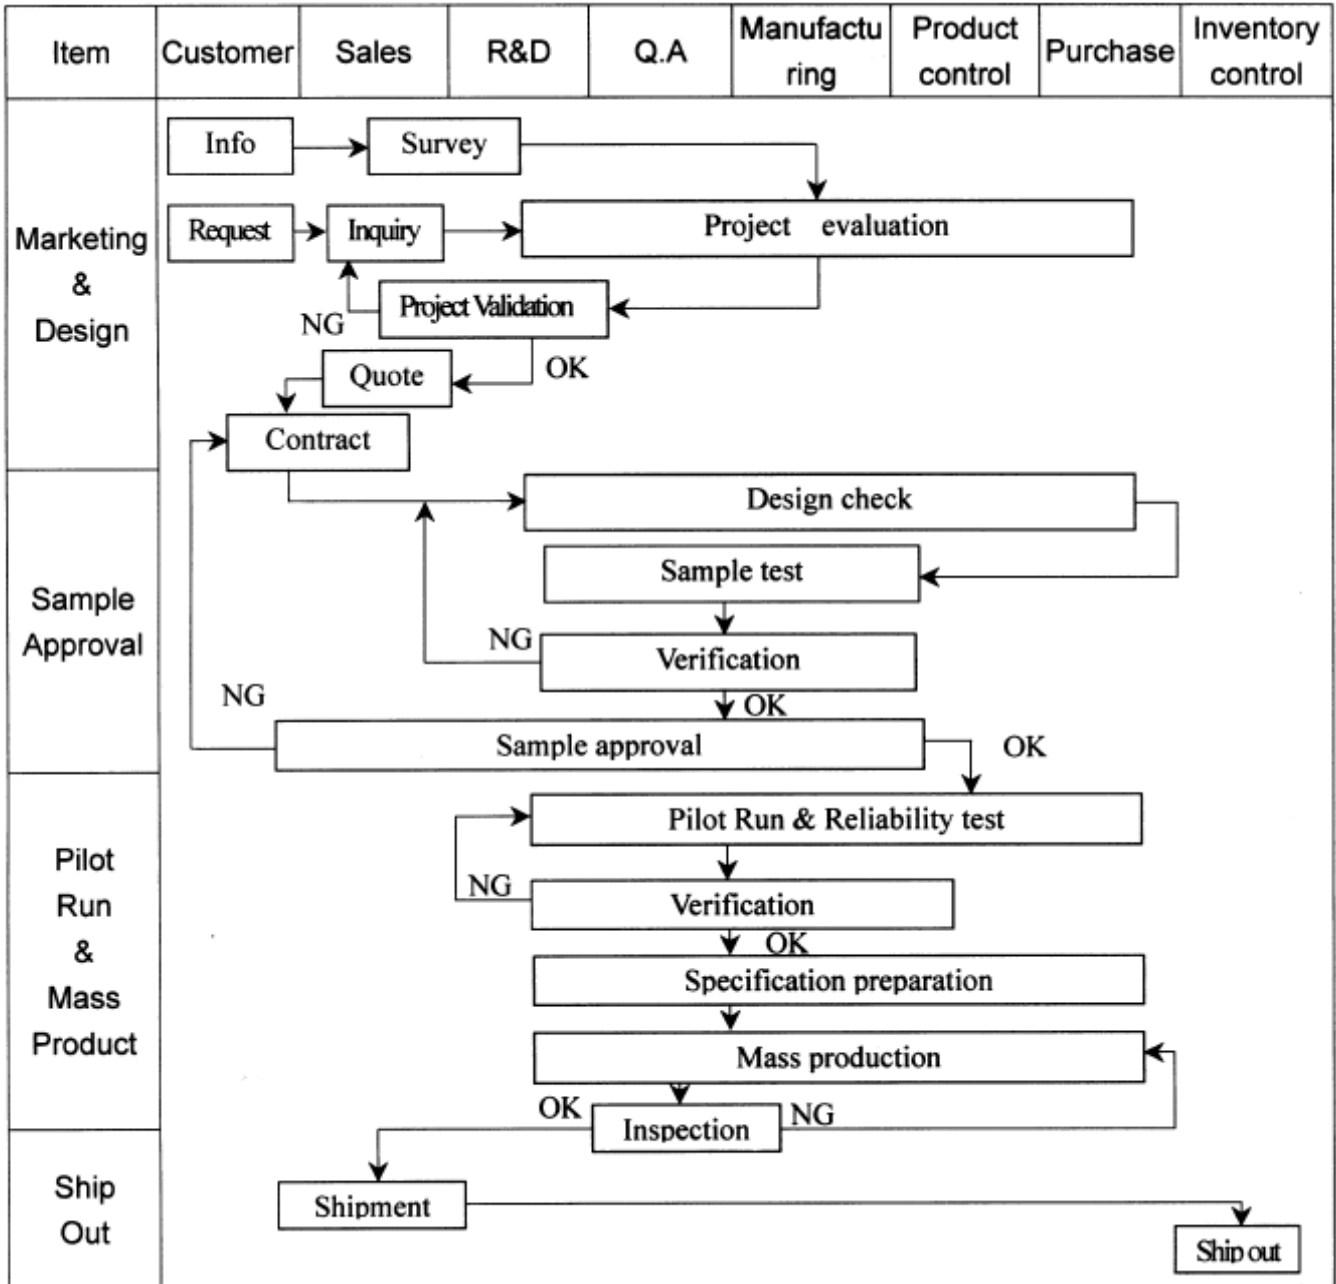 Item
Customer
Sales
R&D
Q.A
Manufactu
ring
Product
control
Purchase
Inventory
control
Marketing
&
Design
Info
Survey
Request
Inquiry
Project evaluation
Project Validation
NG
OK
Quote
Contract
Sample
Approval
Design check
Sample test
NG
Verification
OK
NG
Sample approval
OK
Pilot
Run
&
Mass
Product
Pilot Run & Reliability test
NG
Verification
OK
Specification preparation
Mass production
OK
Inspection
NG
Ship
Out
Shipment
Ship out